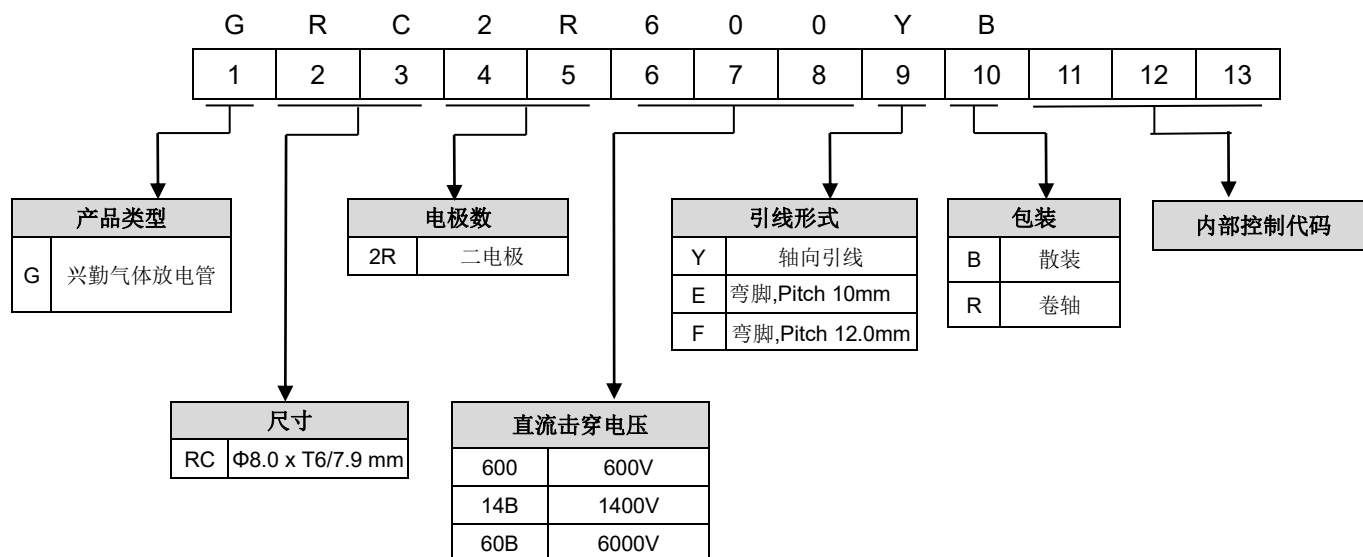 G R C 2 R 6 0 0 Y B
1 2 3 4 5 6 7 8 9 10 11 12 13
产品类型
G 兴勤气体放电管
电极数
2R 二电极
引线形式
Y 轴向引线
E 弯脚,Pitch 10mm
F 弯脚,Pitch 12.0mm
包装
B 散装
R 卷轴
内部控制代码
尺寸
RC Φ8.0 x T6/7.9 mm
直流击穿电压
600 600V
14B 1400V
60B 6000V